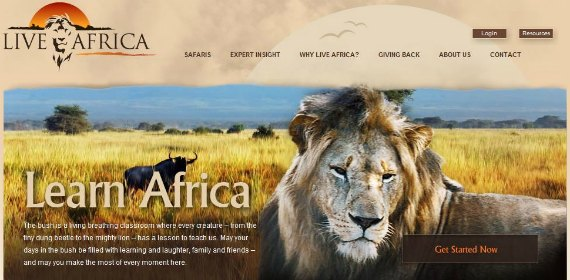 LIVE AFRICA
Login
Resources
SAFARIS EXPERT INSIGHT WHY LIVE AFRICA? GIVING BACK ABOUT US CONTACT
Learn Africa
The bush is a living breathing classroom where every creature – from the
tiny dung beetle to the mighty lion – has a lesson to teach us. May your
days in the bush be filled with learning and laughter, family and friends –
and may you make the most of every moment here.
Get Started Now